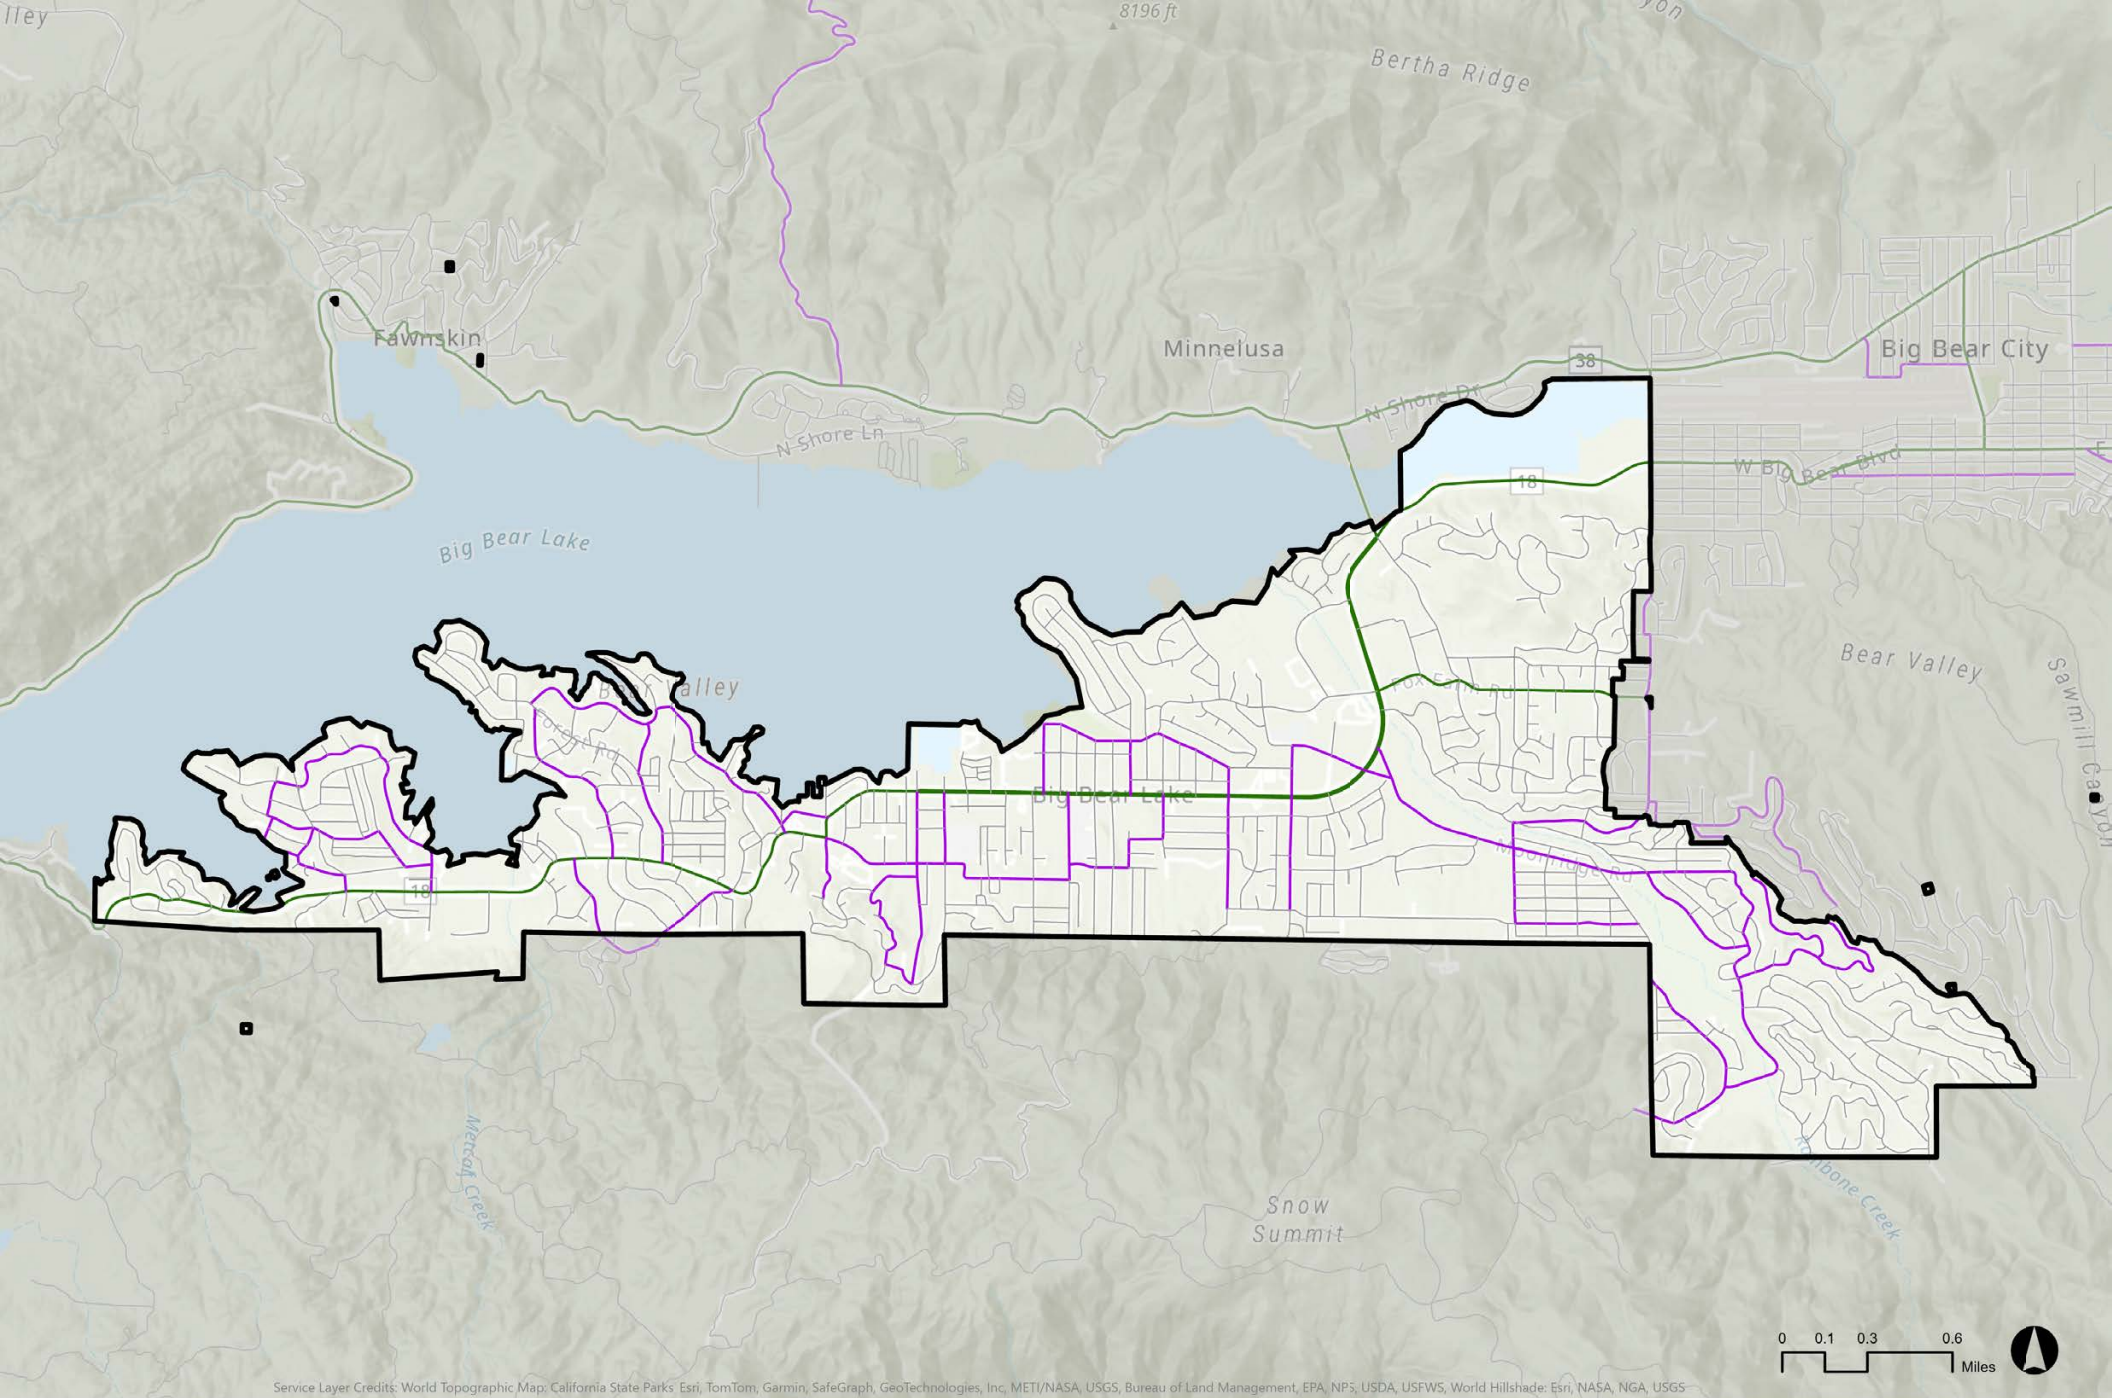 lley
8196 ft
yon
Bertha Ridge
Fawnskin
Minnelusa
38
Big Bear City
N Shore Dr
N Shore Ln
W Big Bear Blvd
E
18
Big Bear Lake
Bear Valley
Sawmill Canyon
Bear Valley
Fox Farm Rd
Forest Rd
Big Bear Lake
Moonridge Rd
18
Metcalf Creek
Rathbone Creek
Snow
Summit
0 0.1 0.3 0.6
Miles
Service Layer Credits: World Topographic Map: California State Parks Esri, TomTom, Garmin, SafeGraph, GeoTechnologies, Inc, METI/NASA, USGS, Bureau of Land Management, EPA, NPS, USDA, USFWS, World Hillshade: Esri, NASA, NGA, USGS